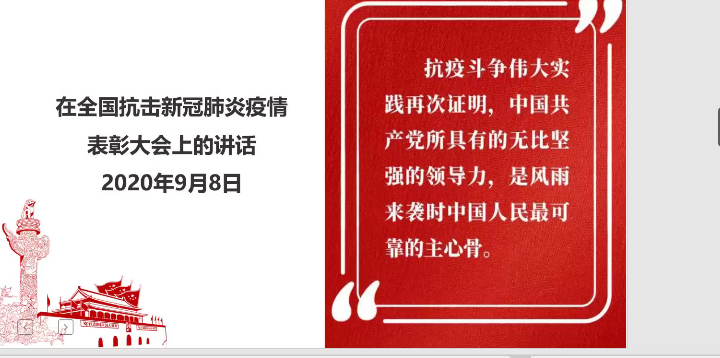 在全国抗击新冠肺炎疫情
表彰大会上的讲话
2020年9月8日
抗疫斗争伟大实
践再次证明，中国共
产党所具有的无比坚
强的领导力，是风雨
来袭时中国人民最可
靠的主心骨。